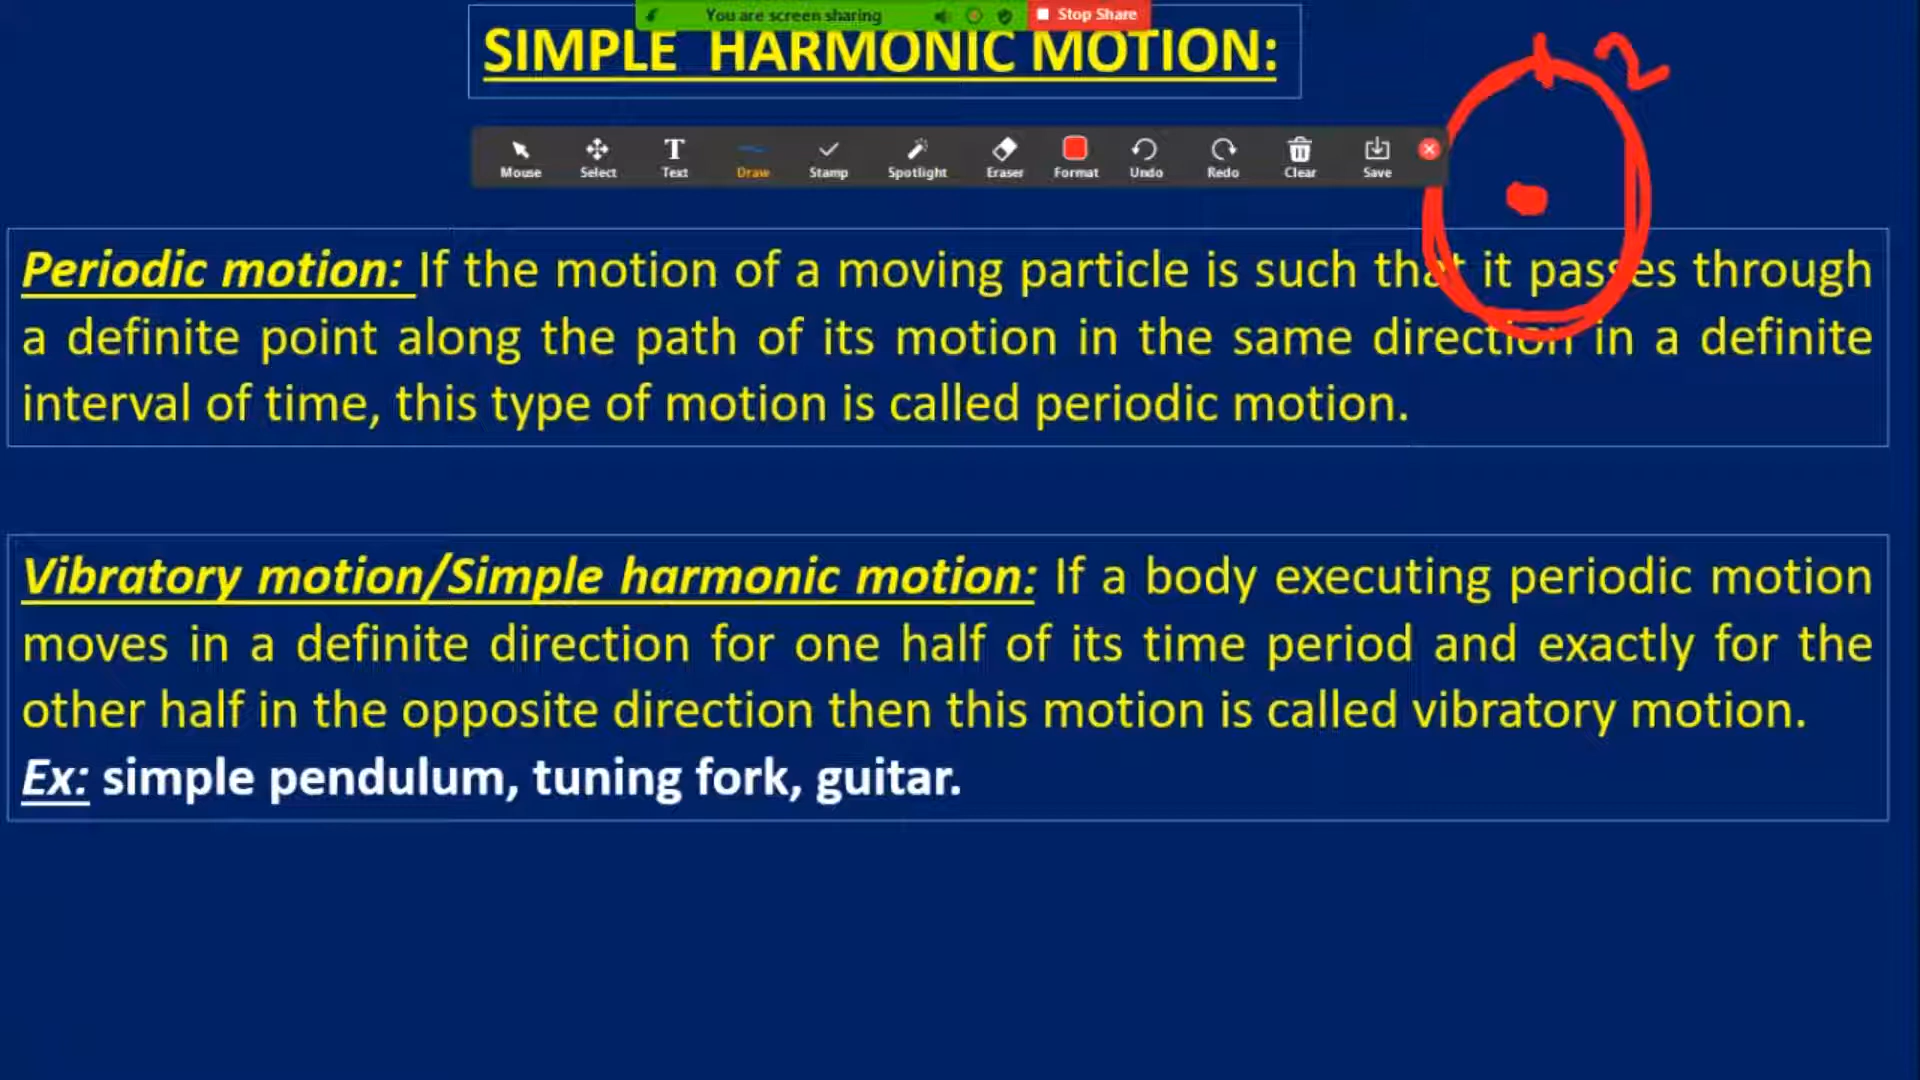 You are screen sharing
Stop Share
SIMPLE HARMONIC MOTION:
2
Mouse Select Text Draw Stamp Spotlight Eraser Format Undo Redo Clear Save
Periodic motion: If the motion of a moving particle is such that it passes through
a definite point along the path of its motion in the same direction in a definite
interval of time, this type of motion is called periodic motion.
Vibratory motion/Simple harmonic motion: If a body executing periodic motion
moves in a definite direction for one half of its time period and exactly for the
other half in the opposite direction then this motion is called vibratory motion.
Ex: simple pendulum, tuning fork, guitar.